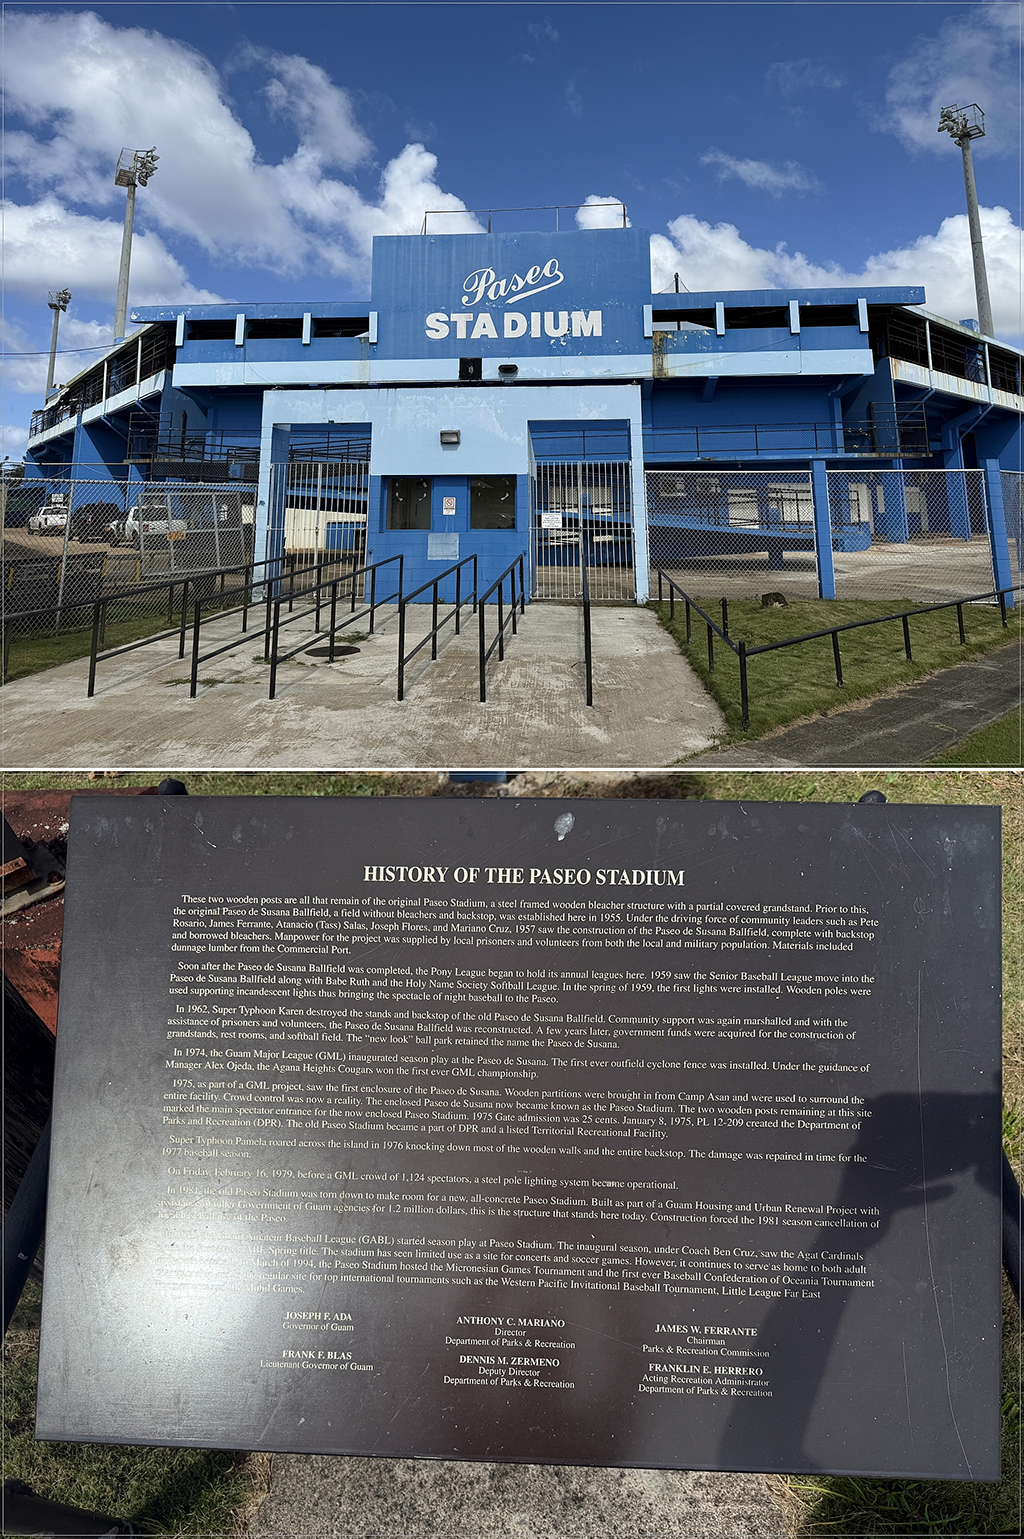 Paseo
STADIUM
HISTORY OF THE PASEO STADIUM
These two wooden posts are all that remain of the original Paseo Stadium, a steel framed wooden bleacher structure with a partial covered grandstand. Prior to this,
the original Paseo de Susana Ballfield, a field without bleachers and backstop, was established here in 1955. Under the driving force of community leaders such as Pete
Rosario, James Ferrante, Atanacio (Tass) Salas, Joseph Flores, and Mariano Cruz, 1957 saw the construction of the Paseo de Susana Ballfield, complete with backstop
and borrowed bleachers. Manpower for the project was supplied by local prisoners and volunteers from both the local and military population. Materials included
dunnage lumber from the Commercial Port.
Soon after the Paseo de Susana Ballfield was completed, the Pony League began to hold its annual leagues here. 1959 saw the Senior Baseball League move into the
Paseo de Susana Ballfield along with Babe Ruth and the Holy Name Society Softball League. In the spring of 1959, the first lights were installed. Wooden poles were
used supporting incandescent lights thus bringing the spectacle of night baseball to the Paseo.
In 1962, Super Typhoon Karen destroyed the stands and backstop of the old Paseo de Susana Ballfield. Community support was again marshalled and with the
assistance of prisoners and volunteers, the Paseo de Susana Ballfield was reconstructed. A few years later, government funds were acquired for the construction of
grandstands, rest rooms, and softball field. The “new look” ball park retained the name the Paseo de Susana.
In 1974, the Guam Major League (GML) inaugurated season play at the Paseo de Susana. The first ever outfield cyclone fence was installed. Under the guidance of
Manager Alex Ojeda, the Agana Heights Cougars won the first ever GML championship.
1975, as part of a GML project, saw the first enclosure of the Paseo de Susana. Wooden partitions were brought in from Camp Asan and were used to surround the
entire facility. Crowd control was now a reality. The enclosed Paseo de Susana now became known as the Paseo Stadium. The two wooden posts remaining at this site
marked the main spectator entrance for the now enclosed Paseo Stadium. 1975 Gate admission was 25 cents. January 8, 1975, PL 12-209 created the Department of
Parks and Recreation (DPR). The old Paseo Stadium became a part of DPR and a listed Territorial Recreational Facility.
Super Typhoon Pamela roared across the island in 1976 knocking down most of the wooden walls and the entire backstop. The damage was repaired in time for the
1977 baseball season.
On Friday, February 16, 1979, before a GML crowd of 1,124 spectators, a steel pole lighting system became operational.
In 1981, the old Paseo Stadium was torn down to make room for a new, all-concrete Paseo Stadium. Built as part of a Guam Housing and Urban Renewal Project with
assistance of other Government of Guam agencies for 1.2 million dollars, this is the structure that stands here today. Construction forced the 1981 season cancellation of
at the Paseo.
Amateur Baseball League (GABL) started season play at Paseo Stadium. The inaugural season, under Coach Ben Cruz, saw the Agat Cardinals
Spring title. The stadium has seen limited use as a site for concerts and soccer games. However, it continues to serve as home to both adult
March of 1994, the Paseo Stadium hosted the Micronesian Games Tournament and the first ever Baseball Confederation of Oceania Tournament
regular site for top international tournaments such as the Western Pacific Invitational Baseball Tournament, Little League Far East
Games.
JOSEPH F. ADA
Governor of Guam
FRANK F. BLAS
Lieutenant Governor of Guam
ANTHONY C. MARIANO
Director
Department of Parks & Recreation
DENNIS M. ZERMENO
Deputy Director
Department of Parks & Recreation
JAMES W. FERRANTE
Chairman
Parks & Recreation Commission
FRANKLIN E. HERRERO
Acting Recreation Administrator
Department of Parks & Recreation